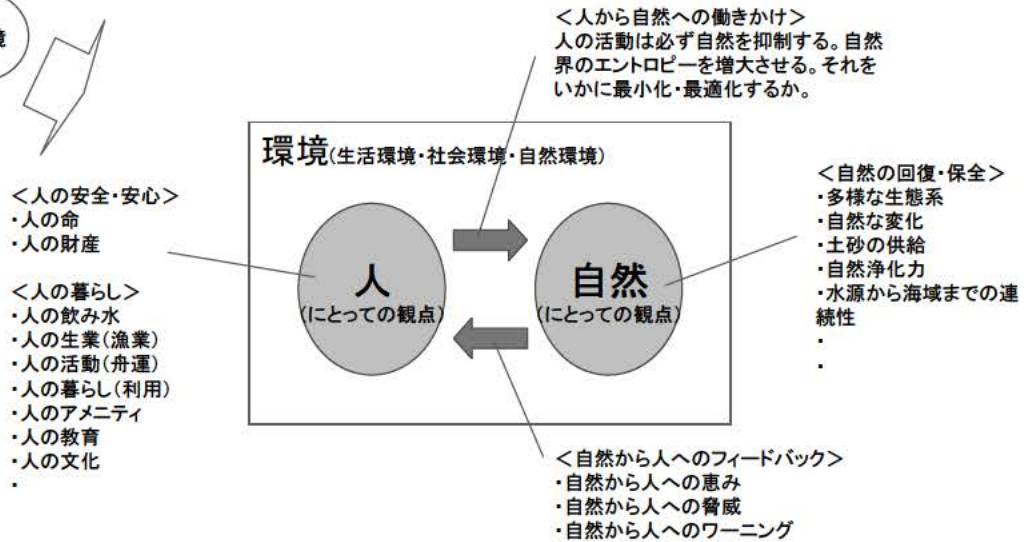 境
＜人から自然への働きかけ＞
人の活動は必ず自然を抑制する。自然
界のエントロピーを増大させる。それを
いかに最小化・最適化するか。
環境(生活環境・社会環境・自然環境)
＜人の安全・安心＞
・人の命
・人の財産
＜人の暮らし＞
・人の飲み水
・人の生業(漁業)
・人の活動(舟運)
・人の暮らし(利用)
・人のアメニティ
・人の教育
・人の文化
・
人
(にとっての観点)
自然
(にとっての観点)
＜自然の回復・保全＞
・多様な生態系
・自然な変化
・土砂の供給
・自然浄化力
・水源から海域までの連
続性
・
・
＜自然から人へのフィードバック＞
・自然から人への恵み
・自然から人への脅威
・自然から人へのワーニング